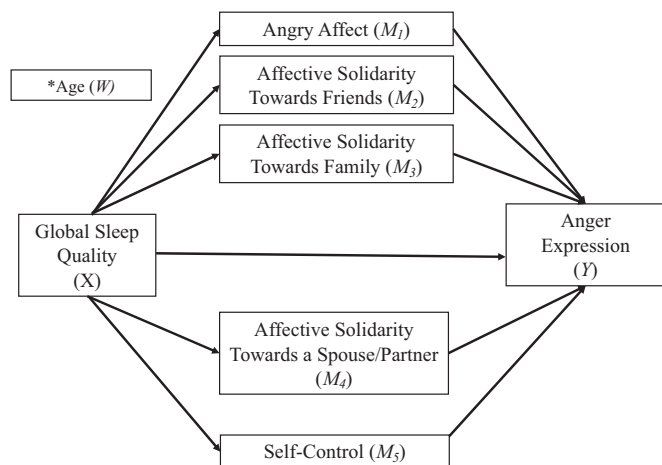 Angry Affect (M1)
*Age (W)
Affective Solidarity
Towards Friends (M2)
Affective Solidarity
Towards Family (M3)
Global Sleep
Quality
(X)
Anger
Expression
(Y)
Affective Solidarity
Towards a Spouse/Partner
(M4)
Self-Control (M5)